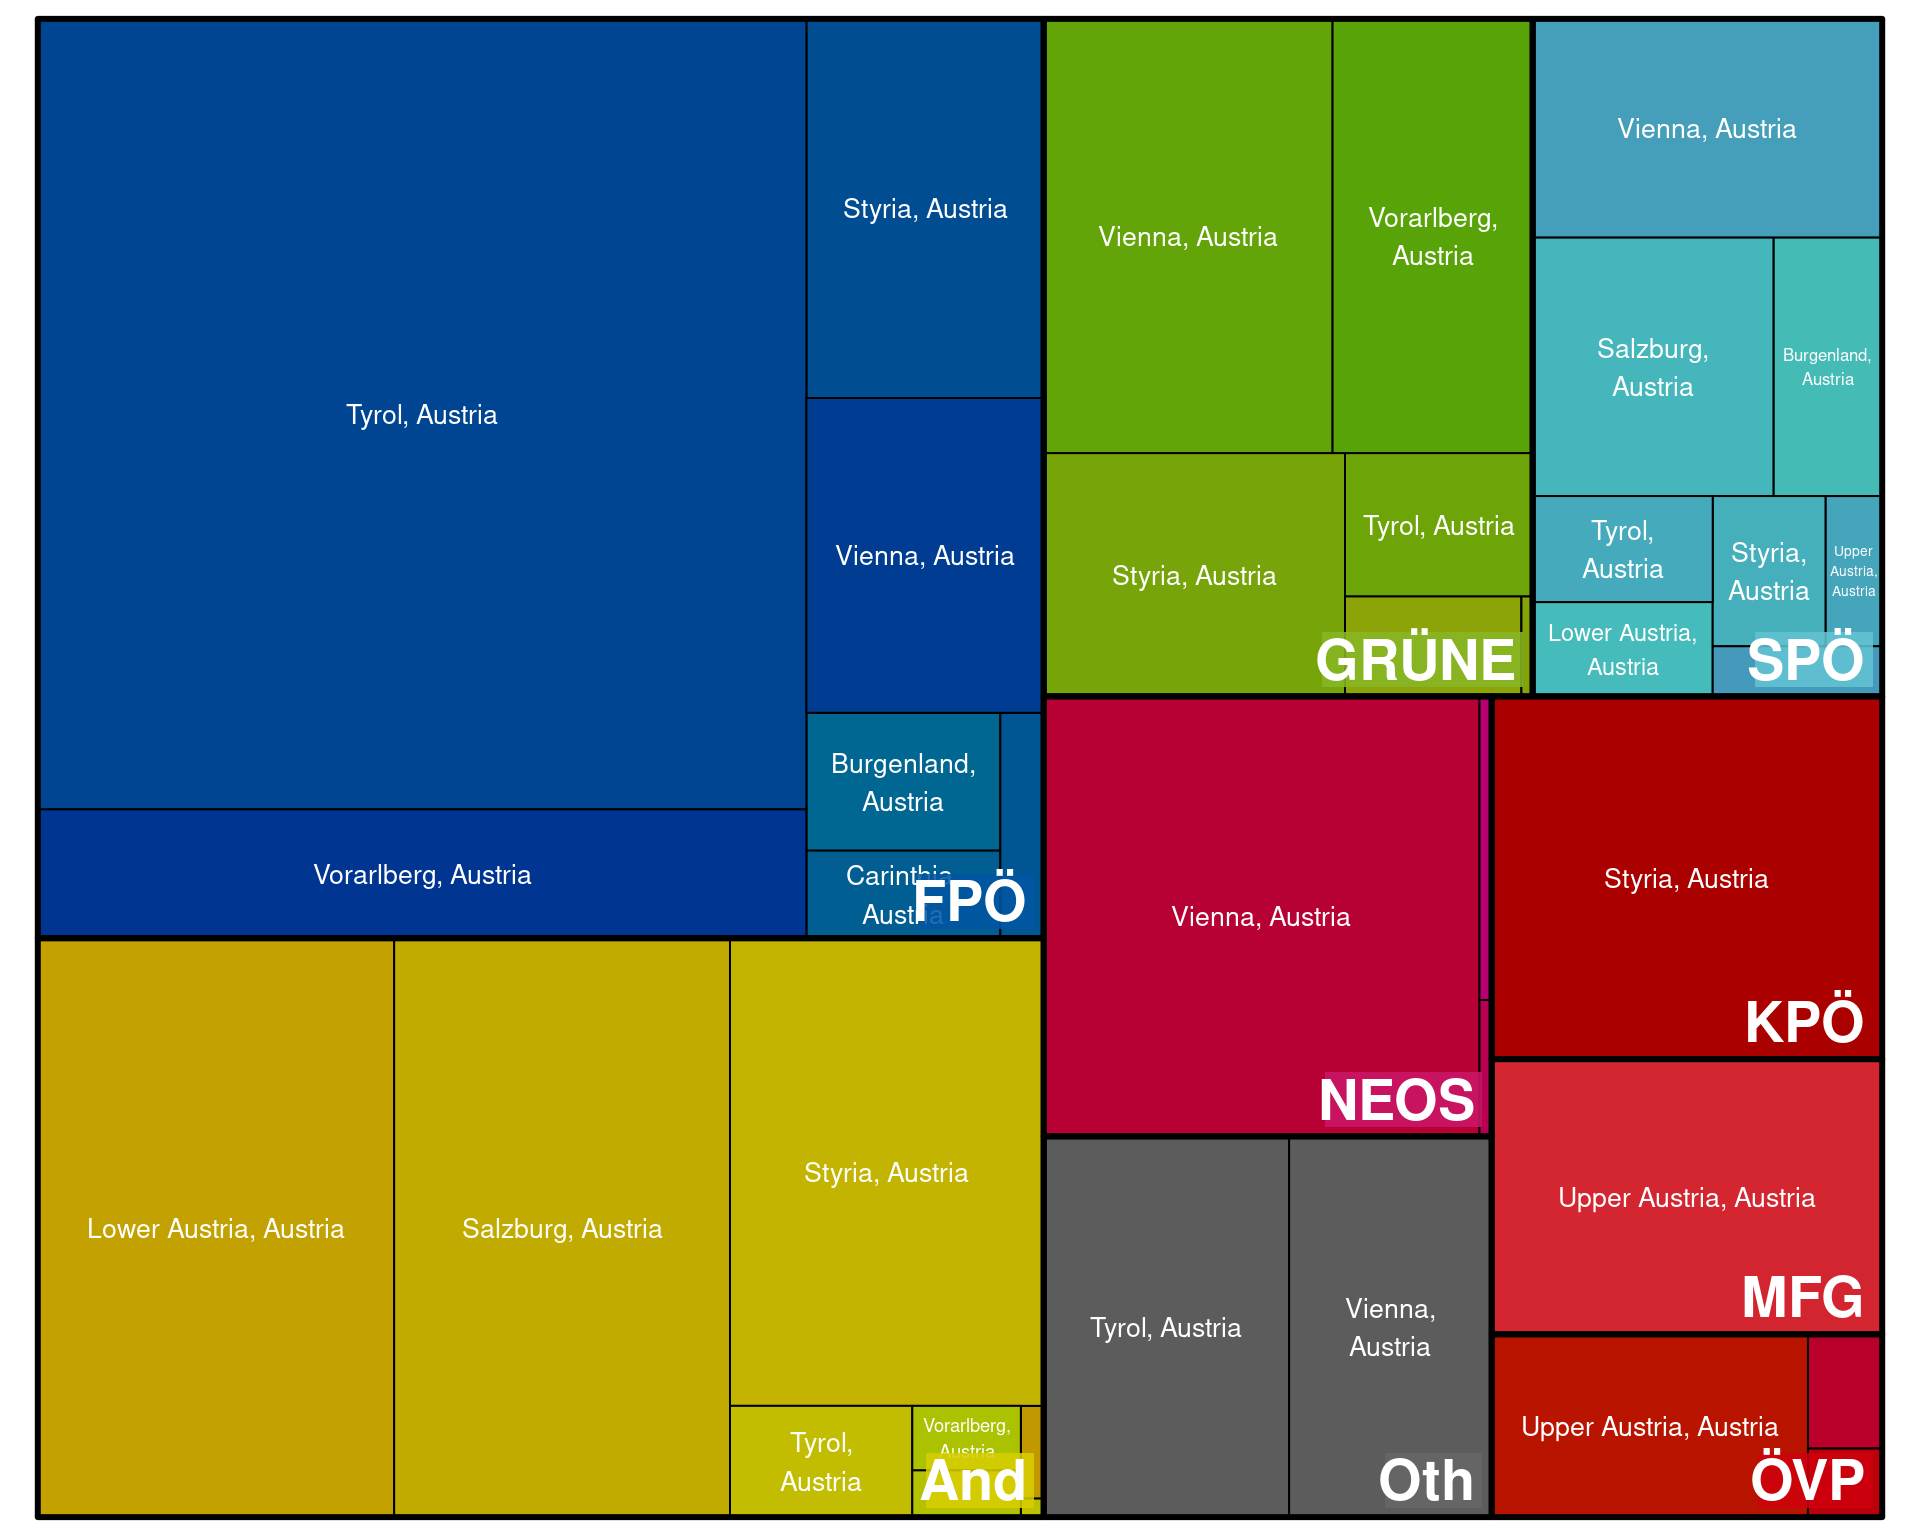 Tyrol, Austria
Styria, Austria
Vienna, Austria
Burgenland,
Austria
Carinthia,
Austria
Vorarlberg, Austria
FPÖ
Vienna, Austria
Vorarlberg,
Austria
Styria, Austria
Tyrol, Austria
GRÜNE
Vienna, Austria
Salzburg,
Austria
Burgenland,
Austria
Tyrol,
Austria
Styria,
Austria
Upper
Austria,
Austria
Lower Austria,
Austria
SPÖ
Lower Austria, Austria
Salzburg, Austria
Styria, Austria
Tyrol,
Austria
Vorarlberg,
Austria
And
Vienna, Austria
NEOS
Styria, Austria
KPÖ
Upper Austria, Austria
MFG
Tyrol, Austria
Vienna,
Austria
Oth
Upper Austria, Austria
ÖVP